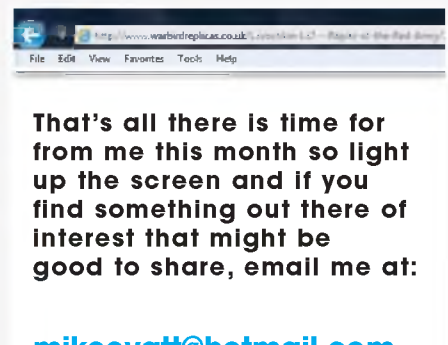 http://www.warbirdreplicas.co.uk
File Edit View Favorites Tools Help
That's all there is time for
from me this month so light
up the screen and if you
find something out there of
interest that might be
good to share, email me at: